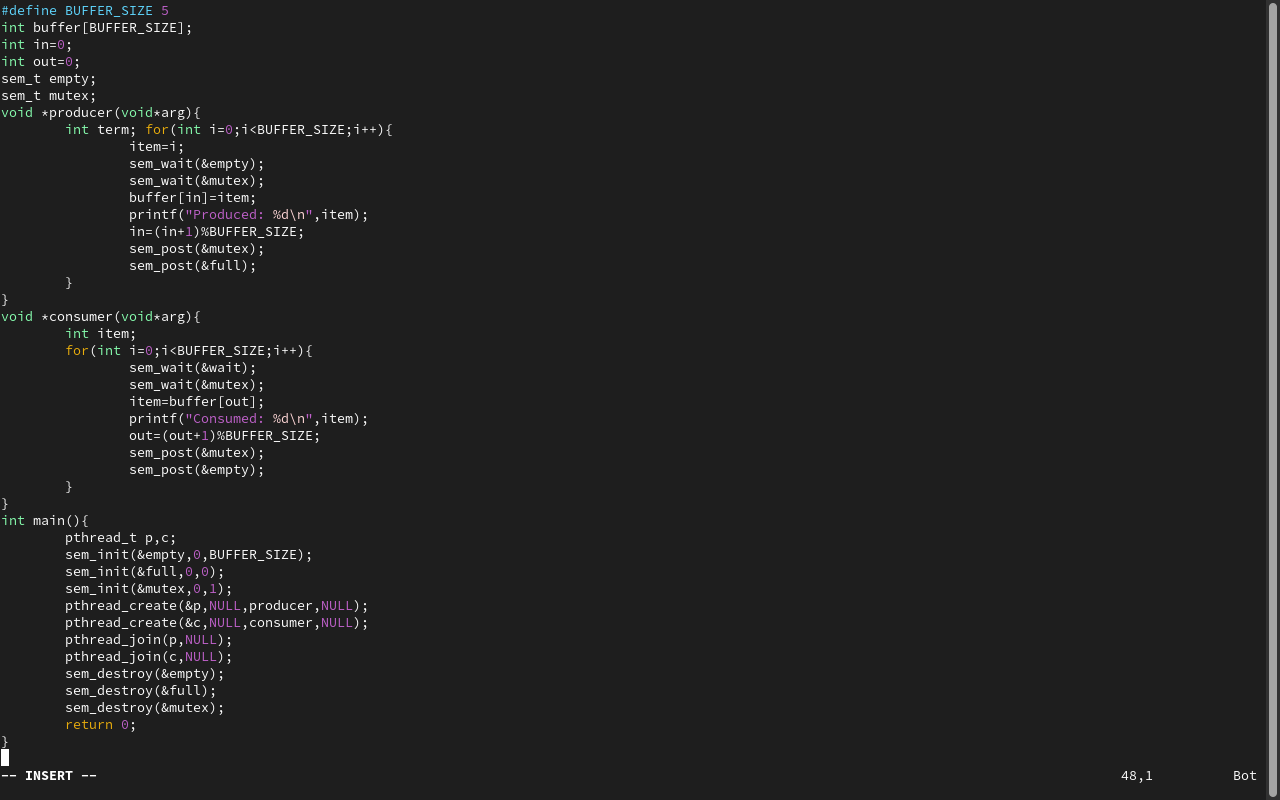 #define BUFFER_SIZE 5
int buffer[BUFFER_SIZE];
int in=0;
int out=0;
sem_t empty;
sem_t mutex;
void *producer(void*arg){
        int term; for(int i=0;i<BUFFER_SIZE;i++){
                item=i;
                sem_wait(&empty);
                sem_wait(&mutex);
                buffer[in]=item;
                printf("Produced: %d\n",item);
                in=(in+1)%BUFFER_SIZE;
                sem_post(&mutex);
                sem_post(&full);
        }
}
void *consumer(void*arg){
        int item;
        for(int i=0;i<BUFFER_SIZE;i++){
                sem_wait(&wait);
                sem_wait(&mutex);
                item=buffer[out];
                printf("Consumed: %d\n",item);
                out=(out+1)%BUFFER_SIZE;
                sem_post(&mutex);
                sem_post(&empty);
        }
}
int main(){
        pthread_t p,c;
        sem_init(&empty,0,BUFFER_SIZE);
        sem_init(&full,0,0);
        sem_init(&mutex,0,1);
        pthread_create(&p,NULL,producer,NULL);
        pthread_create(&c,NULL,consumer,NULL);
        pthread_join(p,NULL);
        pthread_join(c,NULL);
        sem_destroy(&empty);
        sem_destroy(&full);
        sem_destroy(&mutex);
        return 0;
}
-- INSERT -- 48,1 Bot